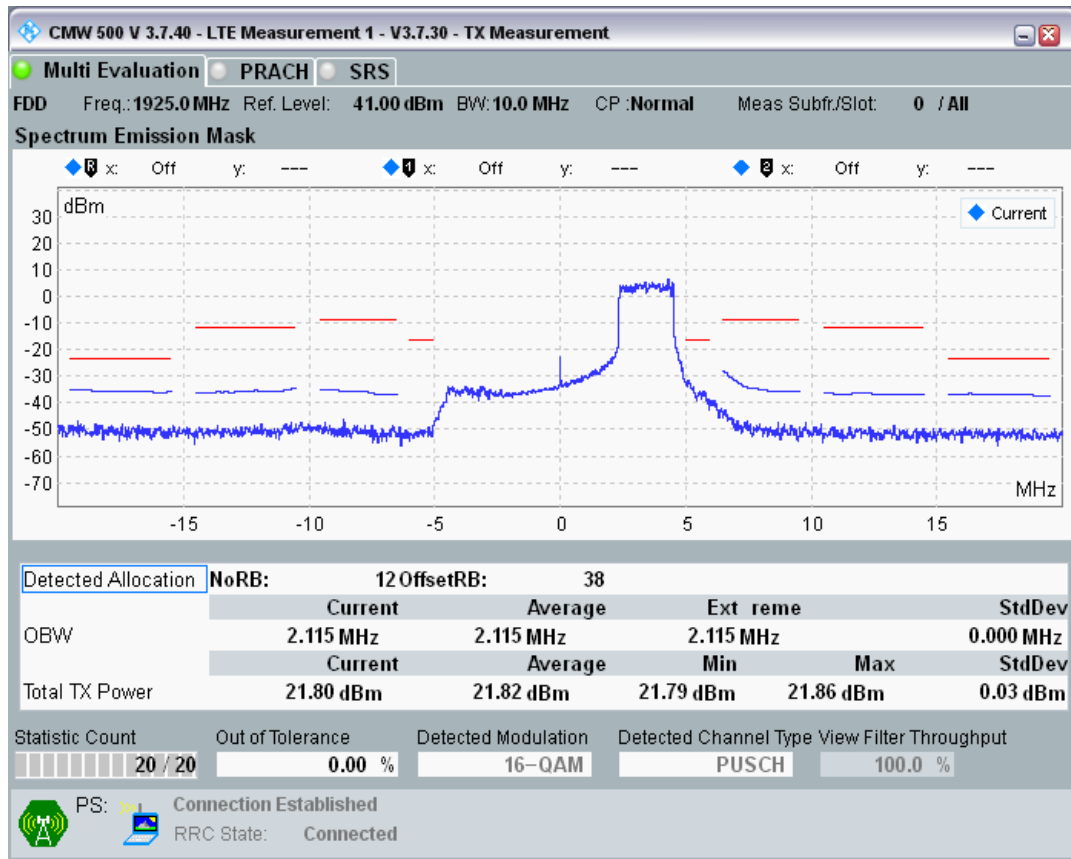 CMW 500 V 3.7.40 - LTE Measurement 1 - V3.7.30 - TX Measurement
Multi Evaluation PRACH SRS
FDD Freq.: 1925.0 MHz Ref. Level: 41.00 dBm BW: 10.0 MHz CP : Normal Meas Subfr./Slot: 0 / All
Spectrum Emission Mask
R x: Off y: --- 1 x: Off y: --- 2 x: Off y: ---
dBm
Current
30
20
10
0
-10
-20
-30
-40
-50
-60
-70
MHz
-15 -10 -5 0 5 10 15
Detected Allocation NoRB: 12 OffsetRB: 38
Current Average Ext reme StdDev
OBW 2.115 MHz 2.115 MHz 2.115 MHz 0.000 MHz
Current Average Min Max StdDev
Total TX Power 21.80 dBm 21.82 dBm 21.79 dBm 21.86 dBm 0.03 dBm
Statistic Count Out of Tolerance Detected Modulation Detected Channel Type View Filter Throughput
20 / 20 0.00 % 16-QAM PUSCH 100.0 %
PS: Connection Established
RRC State: Connected